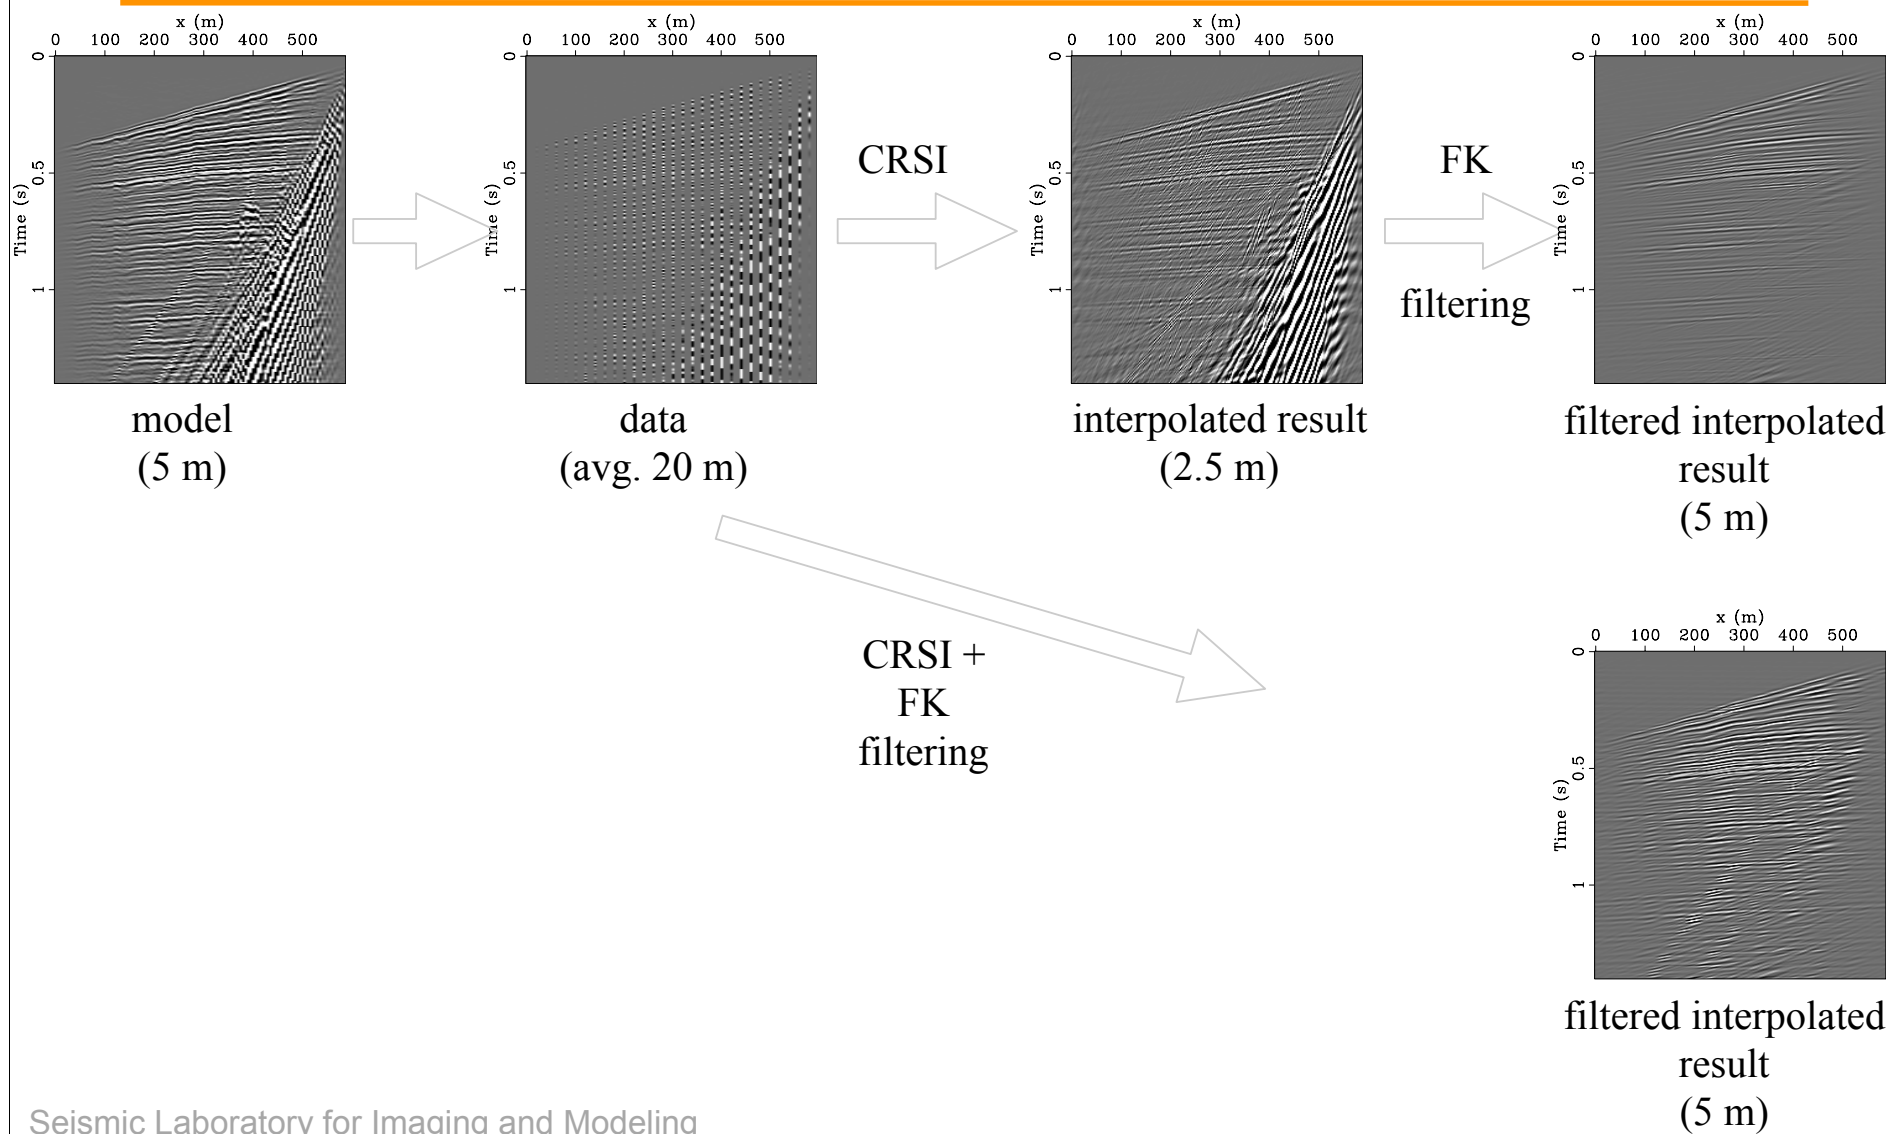 x (m)
0 100 200 300 400 500
0
0.5
1
Time (s)
model
(5 m)
x (m)
0 100 200 300 400 500
0
0.5
1
Time (s)
data
(avg. 20 m)
CRSI
x (m)
0 100 200 300 400 500
0
0.5
1
Time (s)
interpolated result
(2.5 m)
FK
filtering
x (m)
0 100 200 300 400 500
0
0.5
1
Time (s)
filtered interpolated
result
(5 m)
CRSI +
FK
filtering
x (m)
0 100 200 300 400 500
0
0.5
1
Time (s)
filtered interpolated
result
(5 m)
Seismic Laboratory for Imaging and Modeling